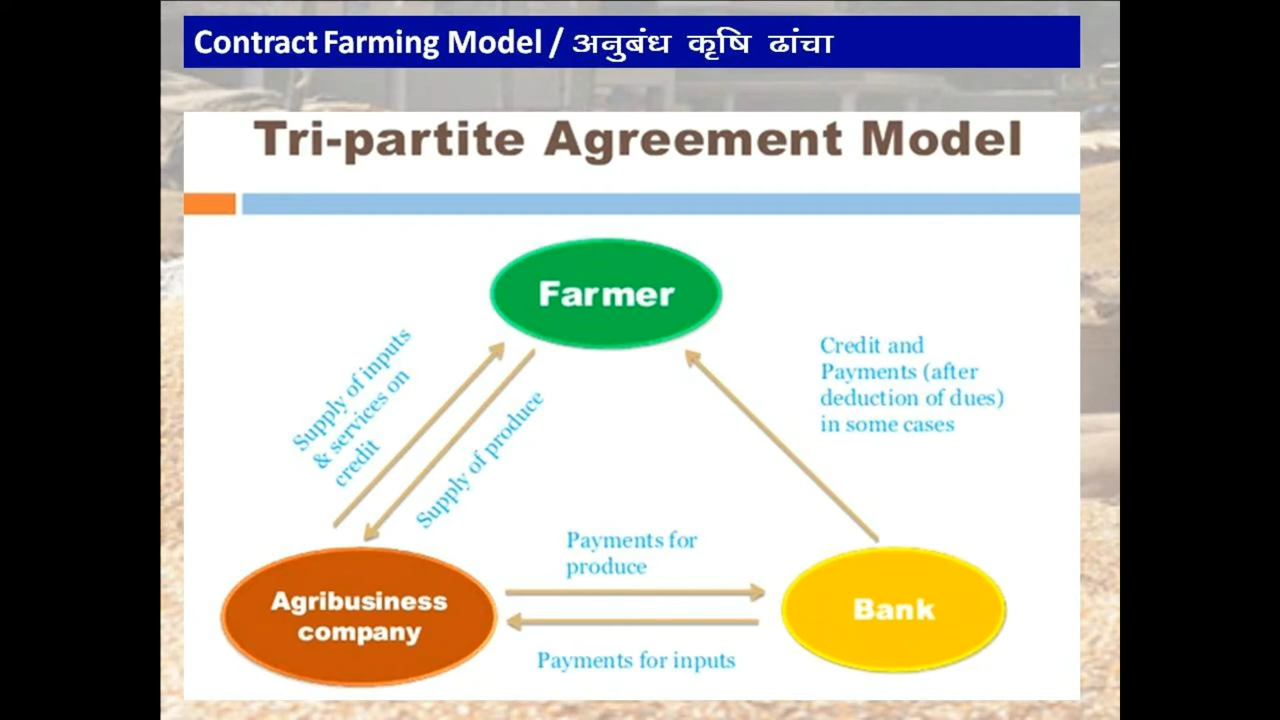 Contract Farming Model / अनुबंध कृषि ढांचा
Tri-partite Agreement Model
Farmer
Supply of inputs
& services on
credit
Supply of produce
Credit and
Payments (after
deduction of dues)
in some cases
Payments for
produce
Agribusiness
company
Bank
Payments for inputs